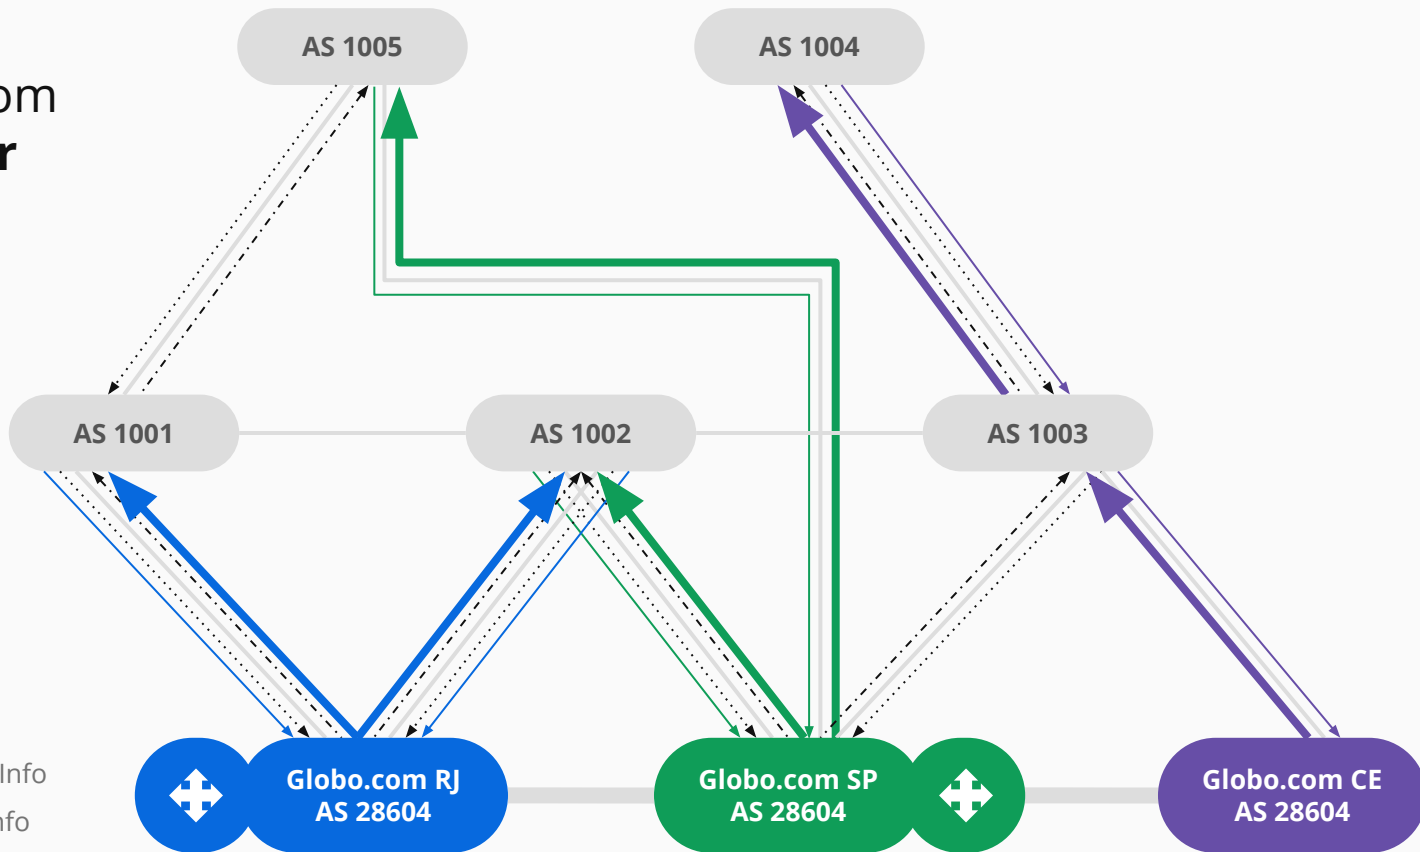 AS 1005
AS 1004
om
r
AS 1001
AS 1002
AS 1003
Info
nfo
Globo.com RJ
AS 28604
Globo.com SP
AS 28604
Globo.com CE
AS 28604